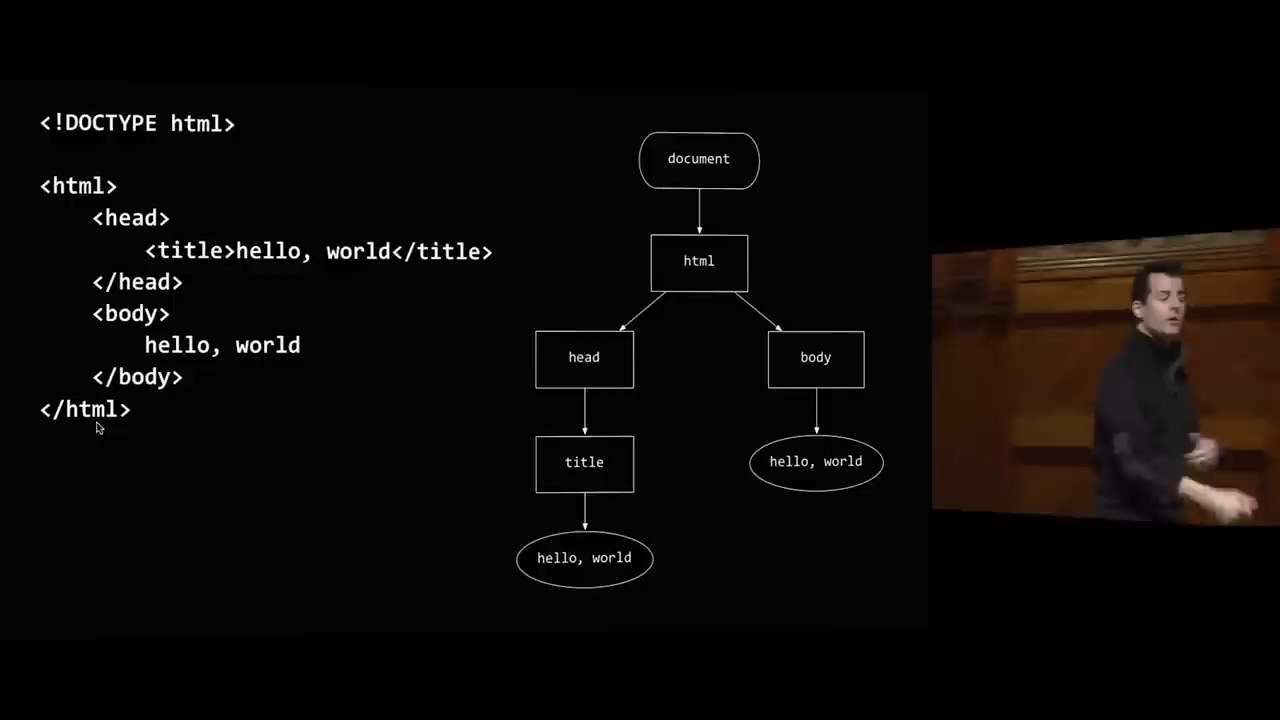 <!DOCTYPE html>
<html>
<head>
<title>hello, world</title>
</head>
<body>
hello, world
</body>
</html>
document
html
head
body
title
hello, world
hello, world